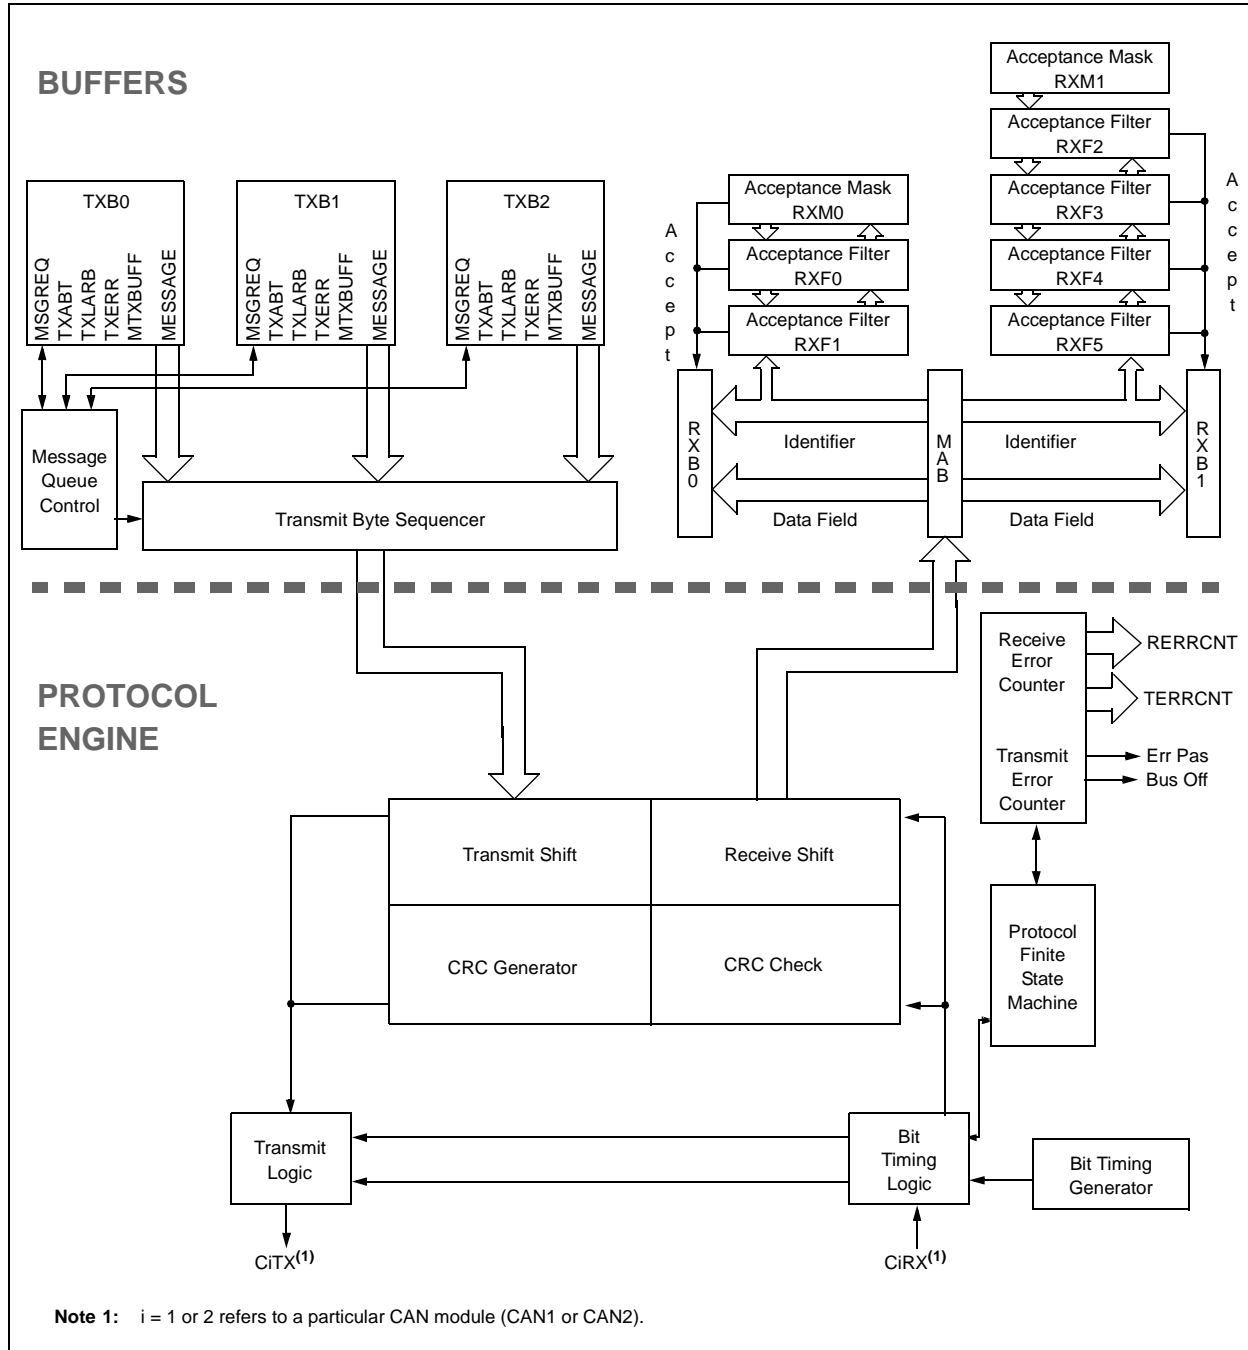 BUFFERS
Acceptance Mask
RXM1
Acceptance Filter
RXF2
Acceptance Filter
RXF3
Acceptance Filter
RXF4
Acceptance Filter
RXF5
Accept
Acceptance Mask
RXM0
Acceptance Filter
RXF0
Acceptance Filter
RXF1
Accept
TXB0
MSGREQ
TXABT
TXLARB
TXERR
MTXBUFF
MESSAGE
TXB1
MSGREQ
TXABT
TXLARB
TXERR
MTXBUFF
MESSAGE
TXB2
MSGREQ
TXABT
TXLARB
TXERR
MTXBUFF
MESSAGE
Message
Queue
Control
Transmit Byte Sequencer
RXB0
Identifier
Data Field
MAB
Identifier
Data Field
RXB1
PROTOCOL
ENGINE
Receive
Error
Counter
Transmit
Error
Counter
RERRCNT
TERRCNT
Err Pas
Bus Off
Transmit Shift
Receive Shift
CRC Generator
CRC Check
Protocol
Finite
State
Machine
Transmit
Logic
Bit
Timing
Logic
Bit Timing
Generator
CiTX(1)
CiRX(1)
Note 1: i = 1 or 2 refers to a particular CAN module (CAN1 or CAN2).